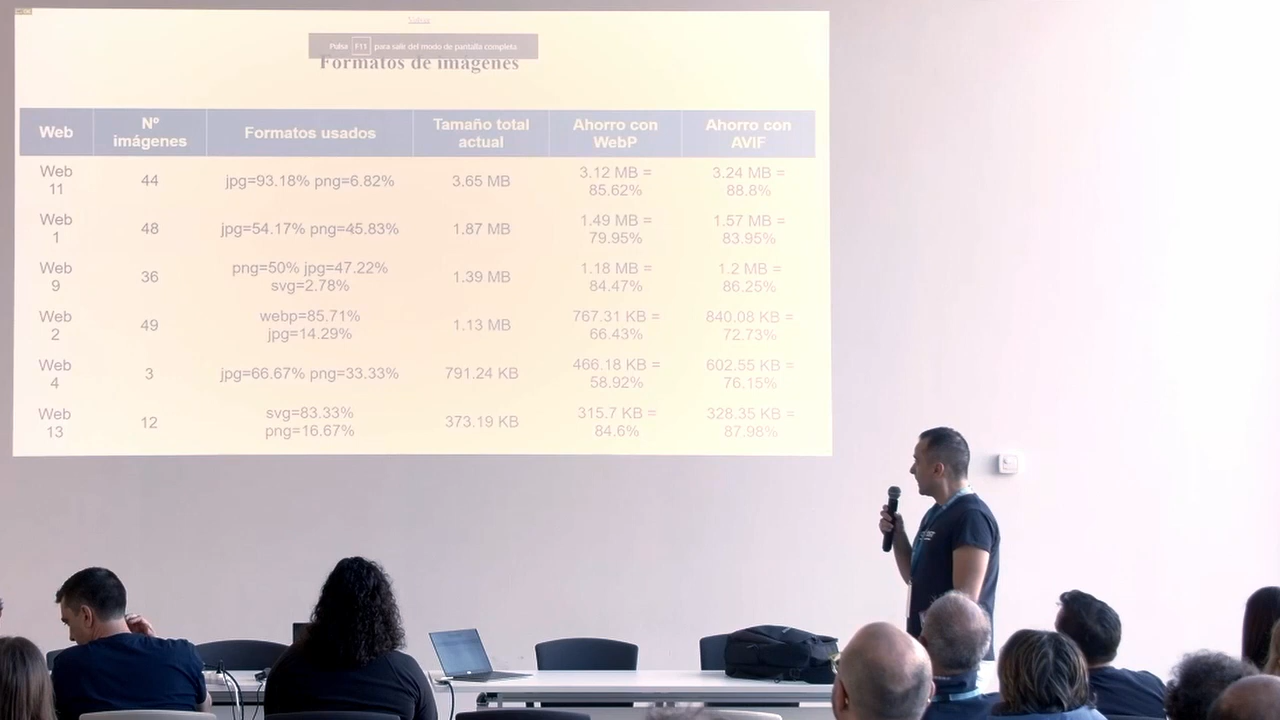 Pulsa F11 para salir del modo de pantalla completa
Formatos de imágenes
Web
Nº
imágenes
Formatos usados
Tamaño total
actual
Ahorro con
WebP
Ahorro con
AVIF
Web
11
44
jpg=93.18% png=6.82%
3.65 MB
3.12 MB =
85.62%
3.24 MB =
88.8%
Web
1
48
jpg=54.17% png=45.83%
1.87 MB
1.49 MB =
79.95%
1.57 MB =
83.95%
Web
9
36
png=50% jpg=47.22%
svg=2.78%
1.39 MB
1.18 MB =
84.47%
1.2 MB =
86.25%
Web
2
49
webp=85.71%
jpg=14.29%
1.13 MB
767.31 KB =
66.43%
840.08 KB =
72.73%
Web
4
3
jpg=66.67% png=33.33%
791.24 KB
466.18 KB =
58.92%
602.55 KB =
76.15%
Web
13
12
svg=83.33%
png=16.67%
373.19 KB
315.7 KB =
84.6%
328.35 KB =
87.98%